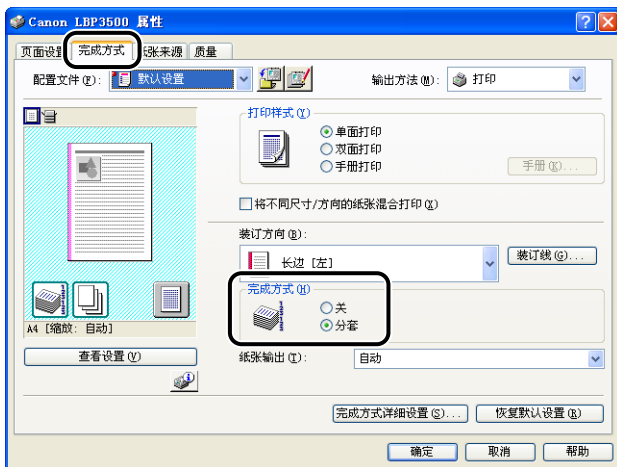 Canon LBP3500 属性
页面设置 完成方式 纸张来源 质量
配置文件(F): 默认设置 输出方法(M): 打印
打印样式(Y)
单面打印
双面打印
手册打印 手册(K)...
将不同尺寸/方向的纸张混合打印(X)
装订方向(B):
长边 [左] 装订线(G)...
完成方式(H)
关
分套
A4 [缩放: 自动]
查看设置(V) 纸张输出(T): 自动
完成方式详细设置(S)... 恢复默认设置(R)
确定 取消 帮助